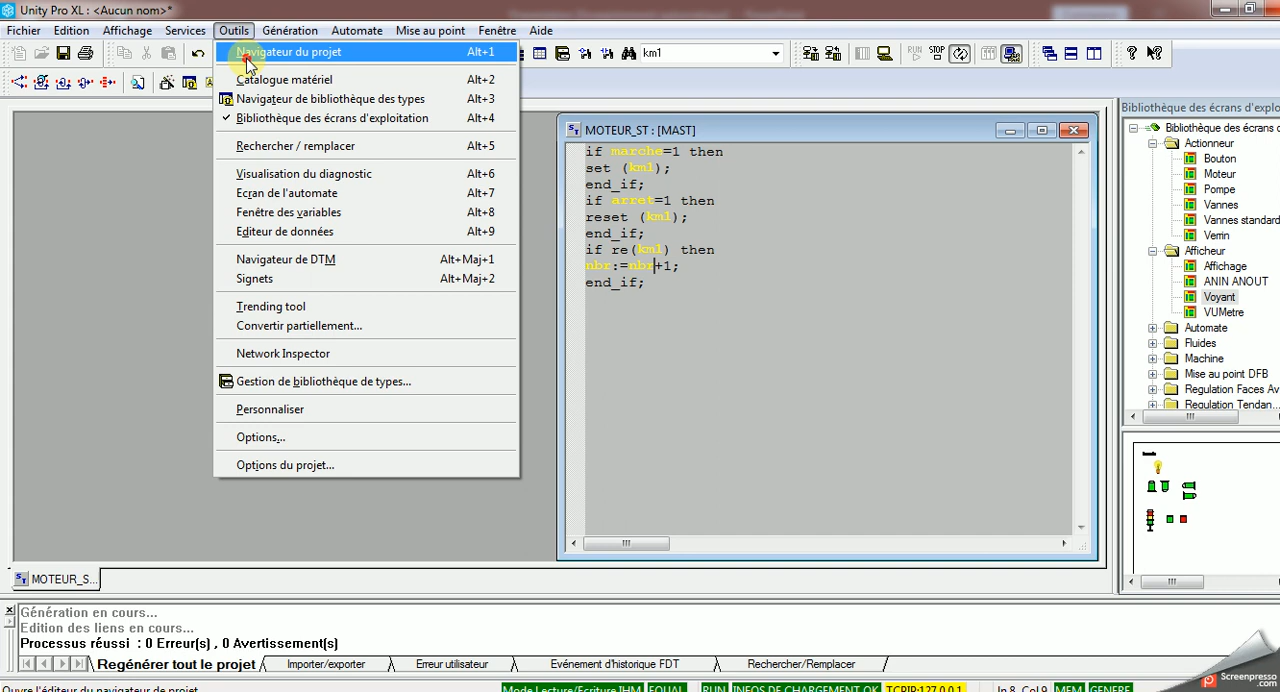 Unity Pro XL : <Aucun nom>*
Fichier Edition Affichage Services Outils Génération Automate Mise au point Fenêtre Aide
km1
STOP
Navigateur du projet Alt+1
Catalogue matériel Alt+2
Navigateur de bibliothèque des types Alt+3
Bibliothèque des écrans d'exploration Alt+4
Rechercher / remplacer Alt+5
Visualisation du diagnostic Alt+6
Ecran de l'automate Alt+7
Fenêtre des variables Alt+8
Editeur de données Alt+9
Navigateur de DTM Alt+Maj+1
Signets Alt+Maj+2
Trending tool
Convertir partiellement...
Network Inspector
Gestion de bibliothèque de types...
Personnaliser
Options...
Options du projet...
MOTEUR_ST : [MAST]
if marche=1 then
set (km1);
end_if;
if arret=1 then
reset (km1);
end_if;
if re(km1) then
nbr:=nbr+1;
end_if;
Bibliothèque des écrans d'explo
Bibliothèque des écrans d
Actionneur
Bouton
Moteur
Pompe
Vannes
Vannes standard
Verrin
Afficheur
Affichage
ANIN ANOUT
Voyant
VUMetre
Automate
Fluides
Machine
Mise au point DFB
Regulation Faces Av
Regulation Tendan...
MOTEUR_S...
Génération en cours...
Edition des liens en cours...
Processus réussi : 0 Erreur(s) , 0 Avertissement(s)
Regénérer tout le projet Importer/exporter Erreur utilisateur Evénement d'historique FDT Rechercher/Remplacer
Ouvre l'éditeur du navigateur de projet Mode Lecture/Ecriture IHM EGUAL RUN INFOS DE CHARGEMENT OK TCPIP:127.0.0.1 Ln 8, Col 9 MEM GENERE
Screenpresso
.com